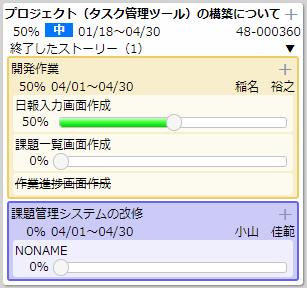 プロジェクト（タスク管理ツール）の構築について
50% 中 01/18～04/30 48-000360
終了したストーリー（1） ▼
開発作業
50% 04/01～04/30 稲名 裕之
日報入力画面作成
50%
課題一覧画面作成
0%
作業進捗画面作成
課題管理システムの改修
0% 04/01～04/30 小山 佳範
NONAME
0%